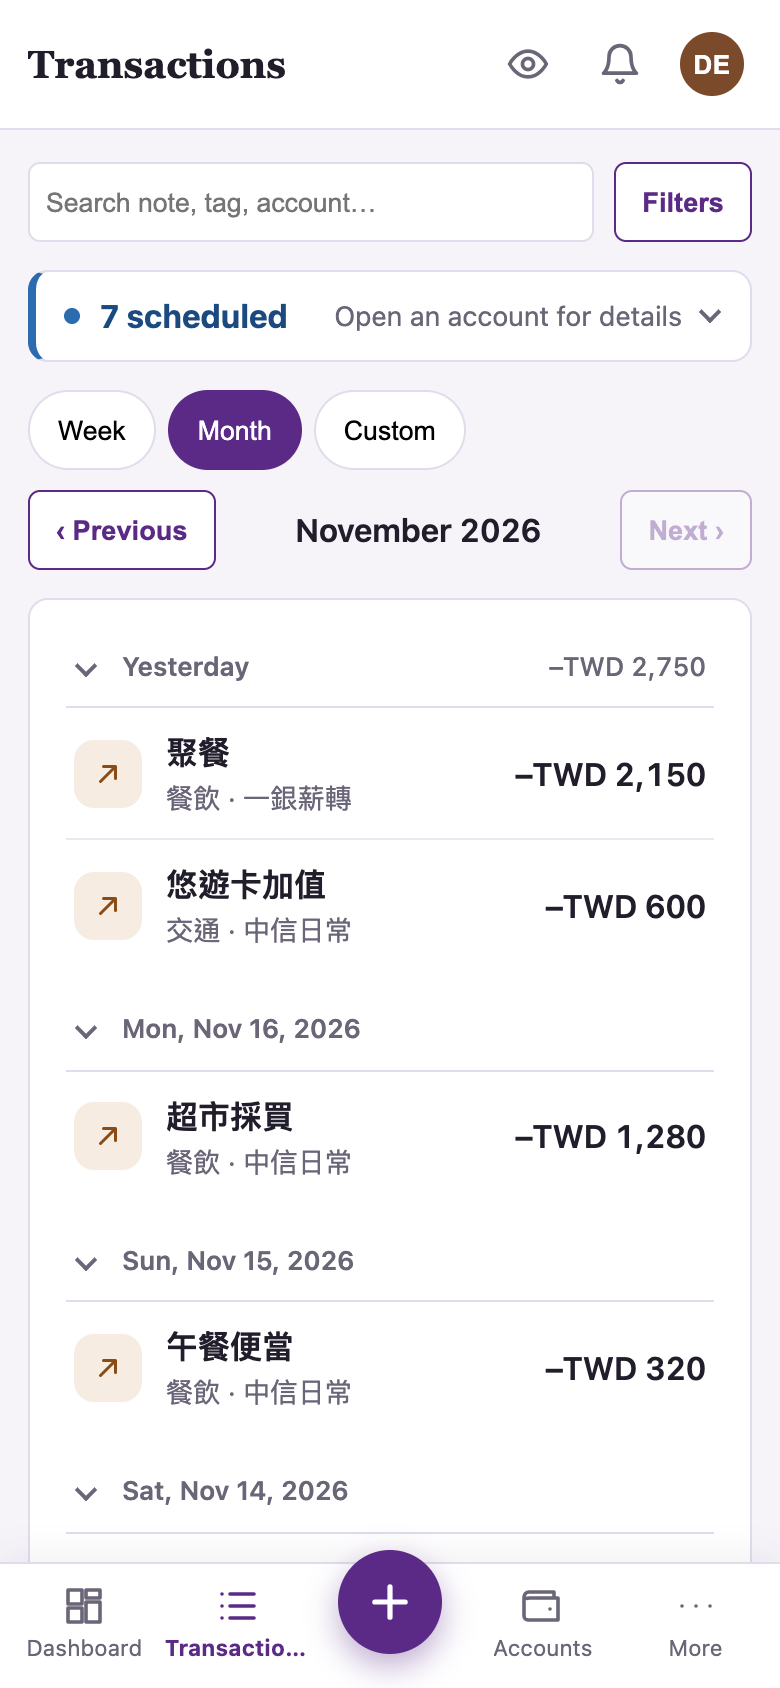 Transactions
DE
Search note, tag, account…
Filters
7 scheduled
Open an account for details
Week
Month
Custom
‹ Previous
November 2026
Next ›
Yesterday
–TWD 2,750
聚餐
–TWD 2,150
餐飲 · 一銀薪轉
悠遊卡加值
–TWD 600
交通 · 中信日常
Mon, Nov 16, 2026
超市採買
–TWD 1,280
餐飲 · 中信日常
Sun, Nov 15, 2026
午餐便當
–TWD 320
餐飲 · 中信日常
Sat, Nov 14, 2026
Dashboard
Transactio...
Accounts
More